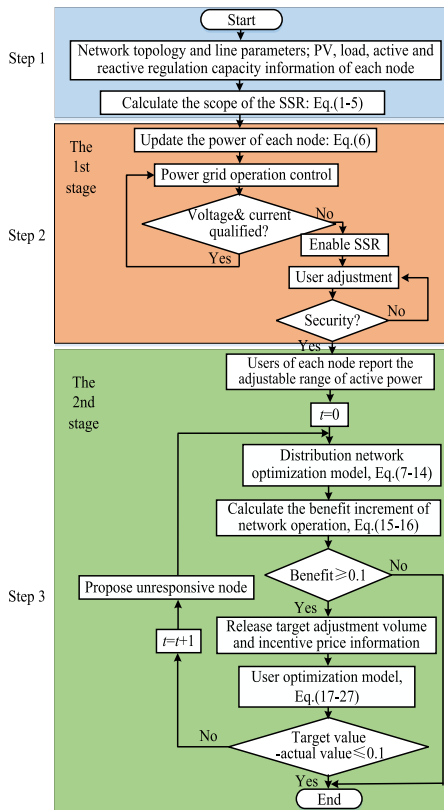 Start
Step 1
Network topology and line parameters; PV, load, active and
reactive regulation capacity information of each node
Calculate the scope of the SSR: Eq.(1-5)
The
1st
stage
Update the power of each node: Eq.(6)
Power grid operation control
Voltage& current
qualified?
No
Yes
Step 2
Enable SSR
User adjustment
Security?
No
Yes
The
2nd
stage
Users of each node report the
adjustable range of active power
t=0
Distribution network
optimization model, Eq.(7-14)
Calculate the benefit increment of
network operation, Eq.(15-16)
Benefit≥0.1
No
Yes
Propose unresponsive node
Step 3
Release target adjustment volume
and incentive price information
t=t+1
User optimization model,
Eq.(17-27)
Target value
-actual value≤0.1
No
Yes
End